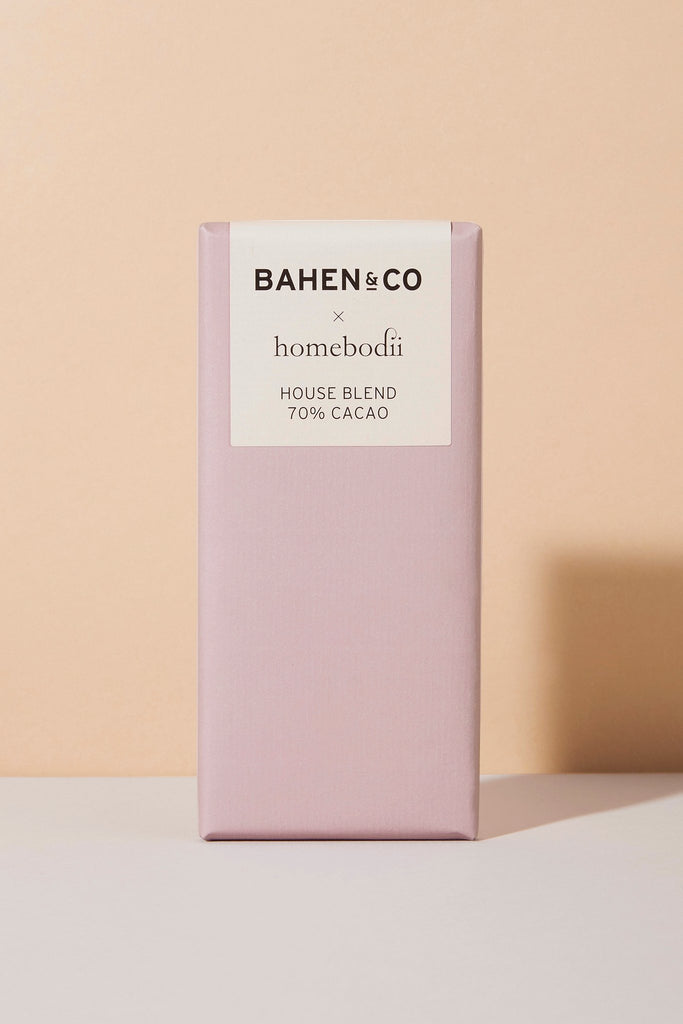 BAHEN & CO
×
homebodii
HOUSE BLEND
70% CACAO